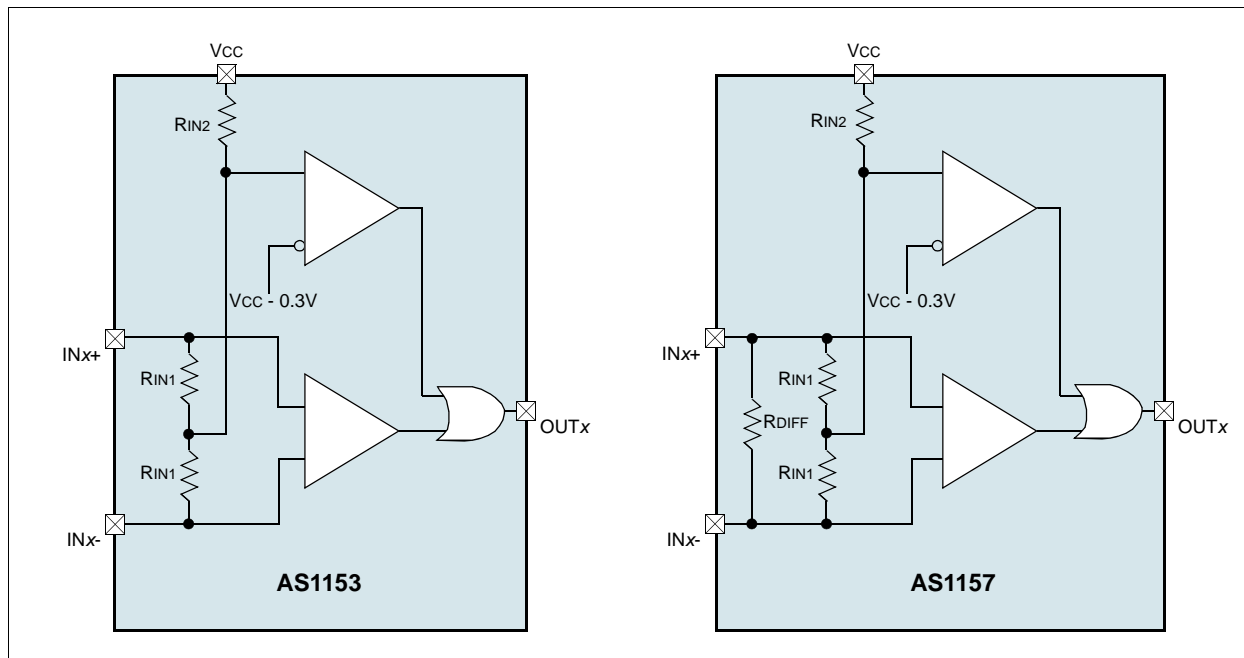 VCC
RIN2
VCC - 0.3V
INx+
RIN1
RIN1
INx-
OUTx
AS1153
VCC
RIN2
VCC - 0.3V
INx+
RDIFF
RIN1
RIN1
INx-
OUTx
AS1157